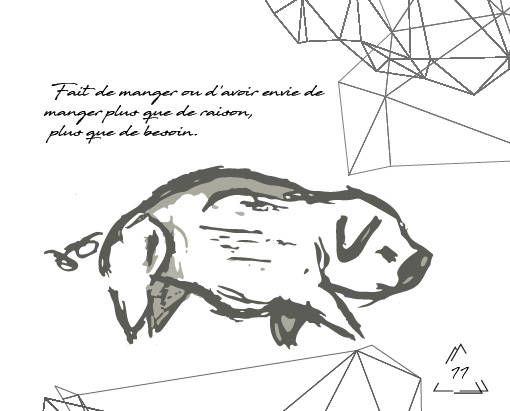 Fait de manger ou d'avoir envie de
manger plus que de raison,
plus que de besoin.
11